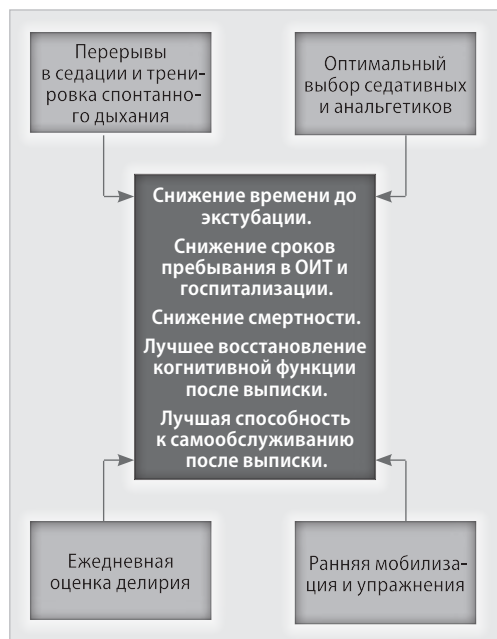 Перерывы
в седации и трени-
ровка спонтанно-
го дыхания
Оптимальный
выбор седативных
и анальгетиков
Снижение времени до
экстубации.
Снижение сроков
пребывания в ОИТ и
госпитализации.
Снижение смертности.
Лучшее восстановление
когнитивной функции
после выписки.
Лучшая способность
к самообслуживанию
после выписки.
Ежедневная
оценка делирия
Ранняя мобилиза-
ция и упражнения